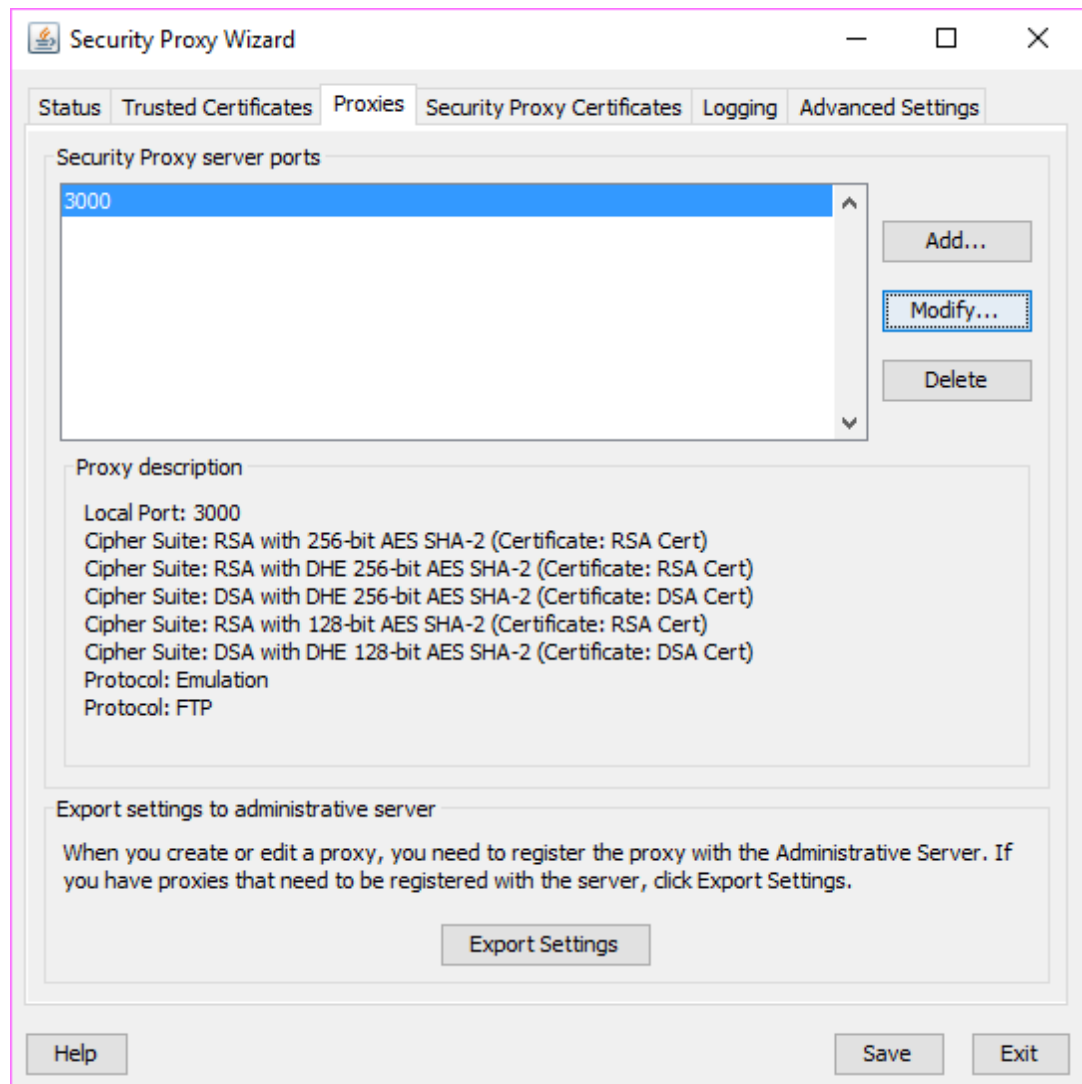 Security Proxy Wizard
Status Trusted Certificates Proxies Security Proxy Certificates Logging Advanced Settings
Security Proxy server ports
3000
Add...
Modify...
Delete
Proxy description
Local Port: 3000
Cipher Suite: RSA with 256-bit AES SHA-2 (Certificate: RSA Cert)
Cipher Suite: RSA with DHE 256-bit AES SHA-2 (Certificate: RSA Cert)
Cipher Suite: DSA with DHE 256-bit AES SHA-2 (Certificate: DSA Cert)
Cipher Suite: RSA with 128-bit AES SHA-2 (Certificate: RSA Cert)
Cipher Suite: DSA with DHE 128-bit AES SHA-2 (Certificate: DSA Cert)
Protocol: Emulation
Protocol: FTP
Export settings to administrative server
When you create or edit a proxy, you need to register the proxy with the Administrative Server. If
you have proxies that need to be registered with the server, click Export Settings.
Export Settings
Help Save Exit